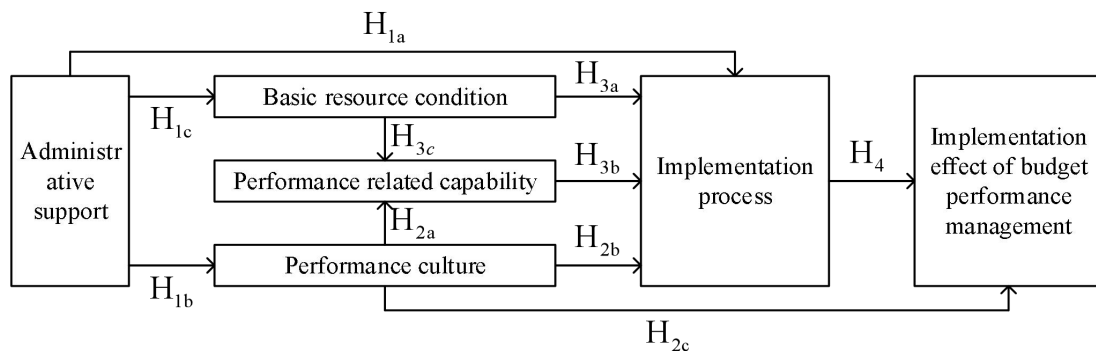 H1a
Basic resource condition
H3a
H1c
H3c
Administr
ative
support
Performance related capability
H3b
Implementation
process
H4
Implementation
effect of budget
performance
management
H2a
H2b
Performance culture
H1b
H2c